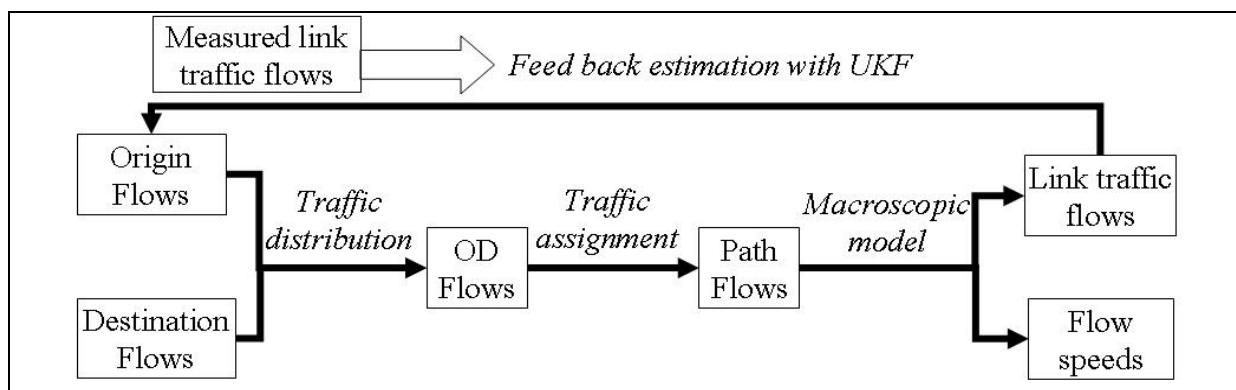 Measured link
traffic flows
Feed back estimation with UKF
Origin
Flows
Traffic
distribution
OD
Flows
Traffic
assignment
Path
Flows
Macroscopic
model
Link traffic
flows
Destination
Flows
Flow
speeds